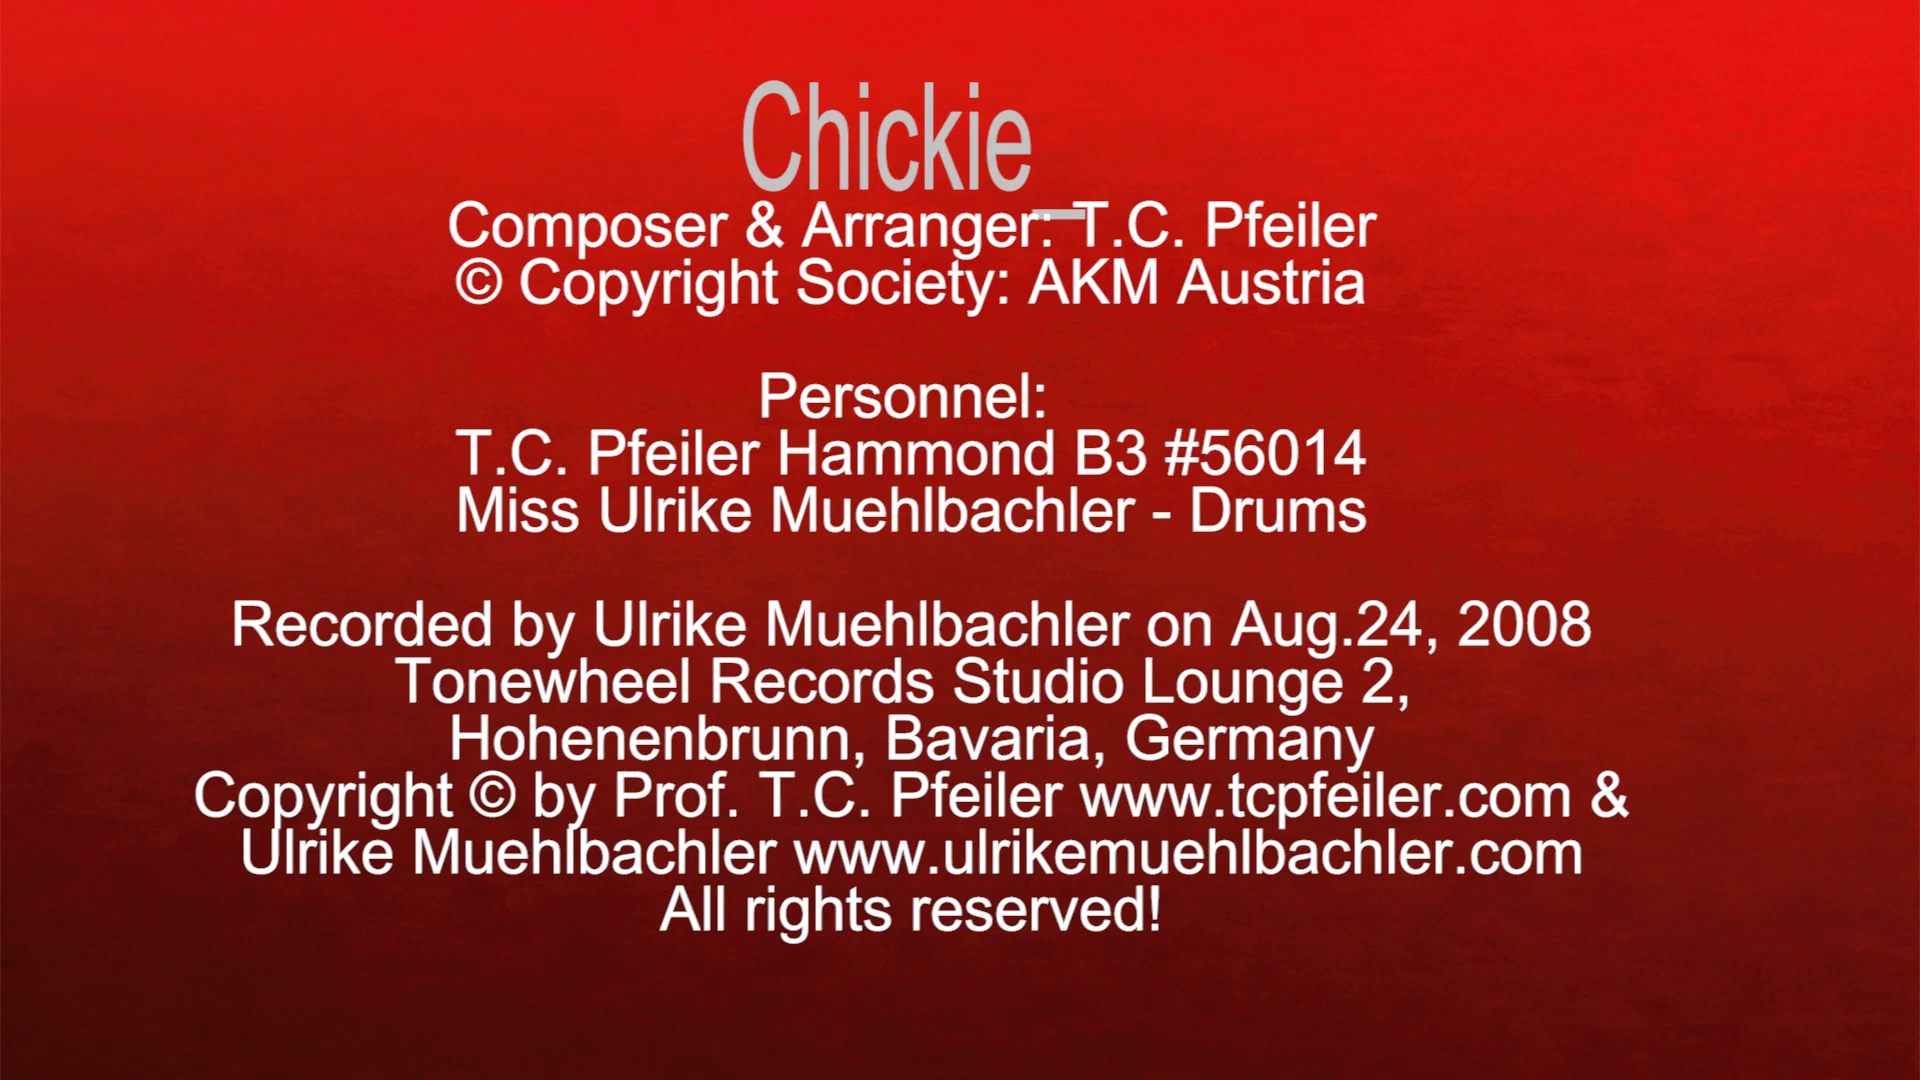 Chickie_
Composer & Arranger: T.C. Pfeiler
© Copyright Society: AKM Austria
Personnel:
T.C. Pfeiler Hammond B3 #56014
Miss Ulrike Muehlbachler - Drums
Recorded by Ulrike Muehlbachler on Aug.24, 2008
Tonewheel Records Studio Lounge 2,
Hohenenbrunn, Bavaria, Germany
Copyright © by Prof. T.C. Pfeiler www.tcpfeiler.com &
Ulrike Muehlbachler www.ulrikemuehlbachler.com
All rights reserved!